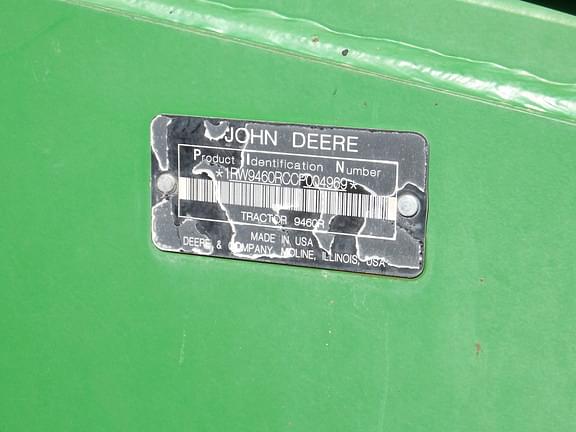 JOHN DEERE
Product Identification Number
*1RW9460RCCP004969*
TRACTOR 9460R
MADE IN USA
DEERE & COMPANY, MOLINE, ILLINOIS, USA